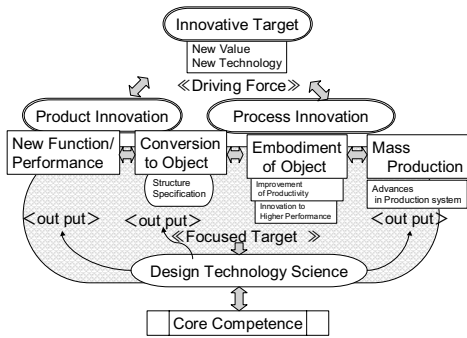 Innovative Target
New Value
New Technology
≪Driving Force≫
Product Innovation
Process Innovation
New Function/
Performance
Conversion
to Object
Embodiment
of Object
Mass
Production
Structure
Specification
Improvement
of Productivity
Innovation to
Higher Performance
Advances
in Production system
＜out put＞
＜out put＞
＜out put＞
≪Focused Target ≫
Design Technology Science
Core Competence